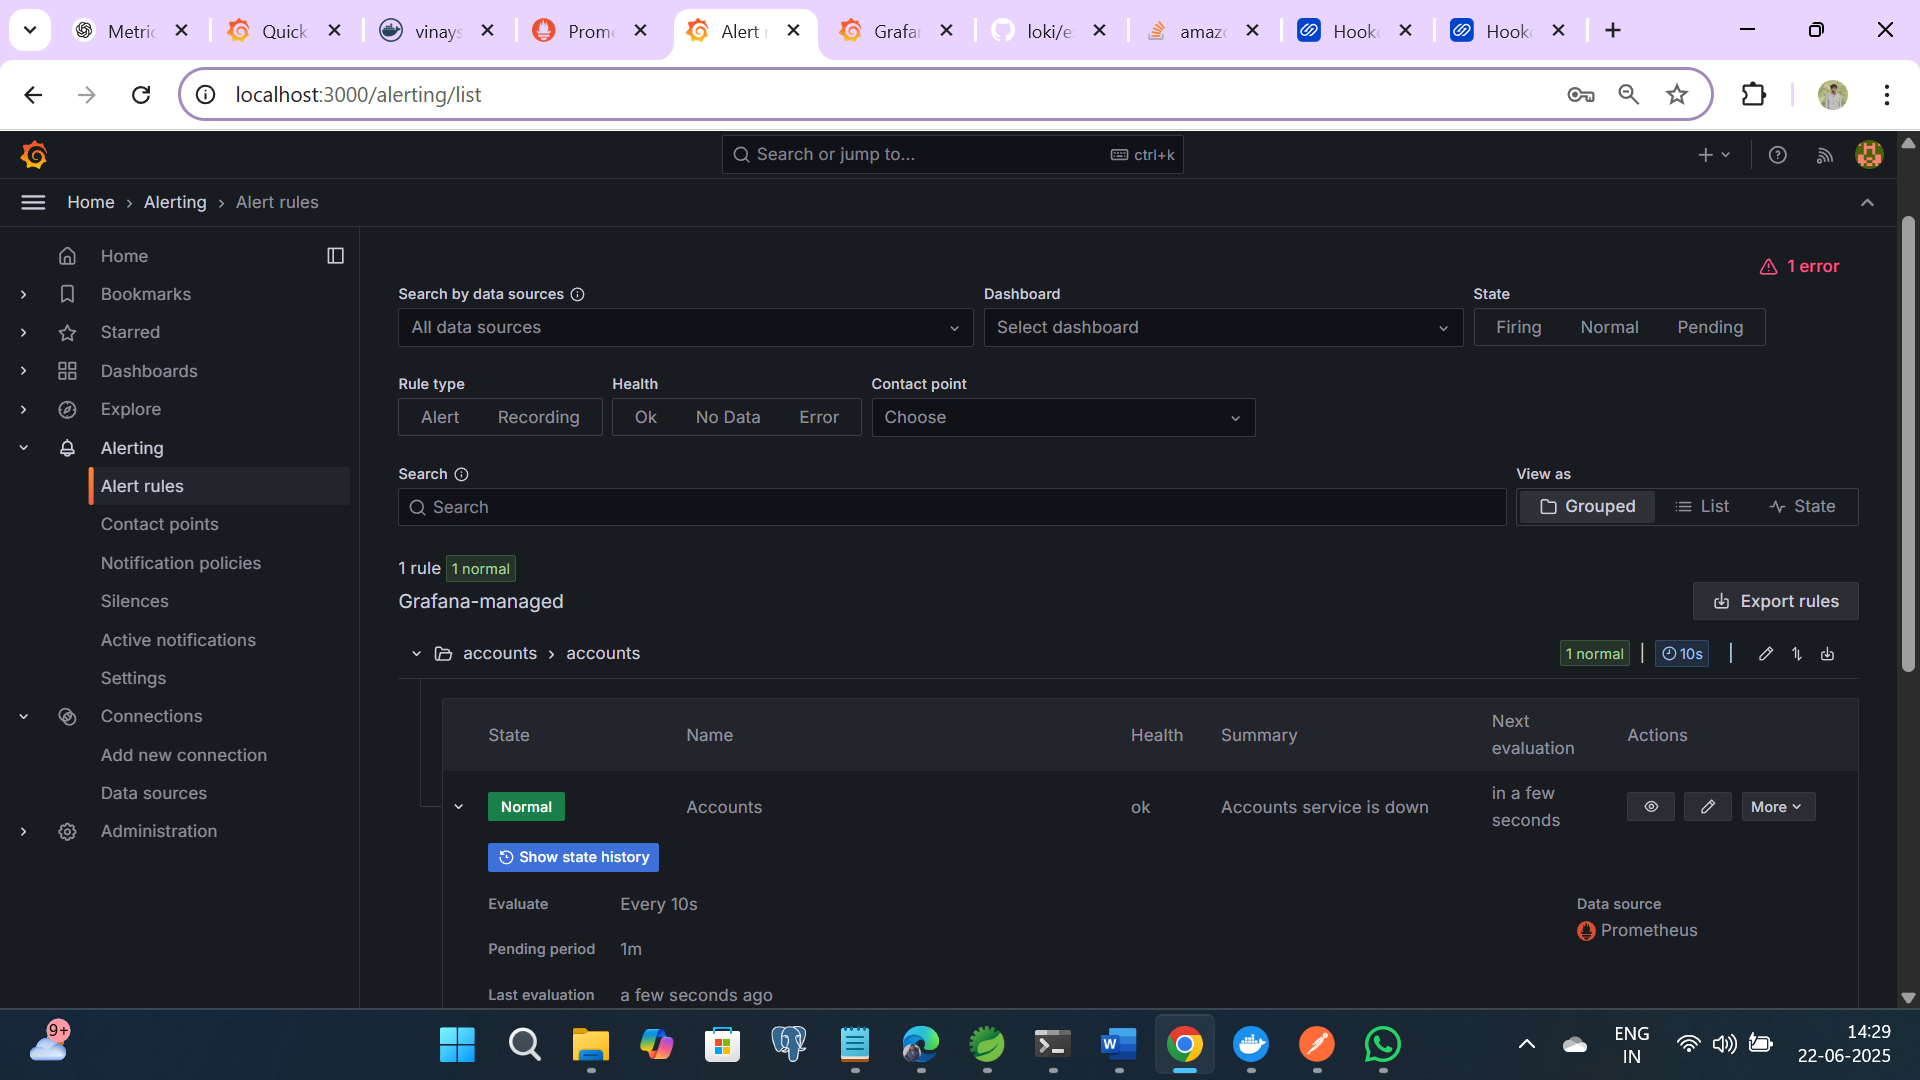 Metric
Quick
vinays
Prome
Alert r
Grafan
loki/e
amazo
Hookd
Hookd
localhost:3000/alerting/list
Search or jump to...
ctrl+k
Home › Alerting › Alert rules
Home
Bookmarks
Starred
Dashboards
Explore
Alerting
Alert rules
Contact points
Notification policies
Silences
Active notifications
Settings
Connections
Add new connection
Data sources
Administration
1 error
Search by data sources
Dashboard
State
All data sources
Select dashboard
Firing Normal Pending
Rule type
Health
Contact point
Alert Recording
Ok No Data Error
Choose
Search
View as
Search
Grouped List State
1 rule 1 normal
Grafana-managed
Export rules
accounts › accounts
1 normal | 10s |
State Name Health Summary Next evaluation Actions
Normal Accounts ok Accounts service is down in a few seconds More
Show state history
Evaluate Every 10s
Data source
Prometheus
Pending period 1m
Last evaluation a few seconds ago
9+
ENG
IN
14:29
22-06-2025